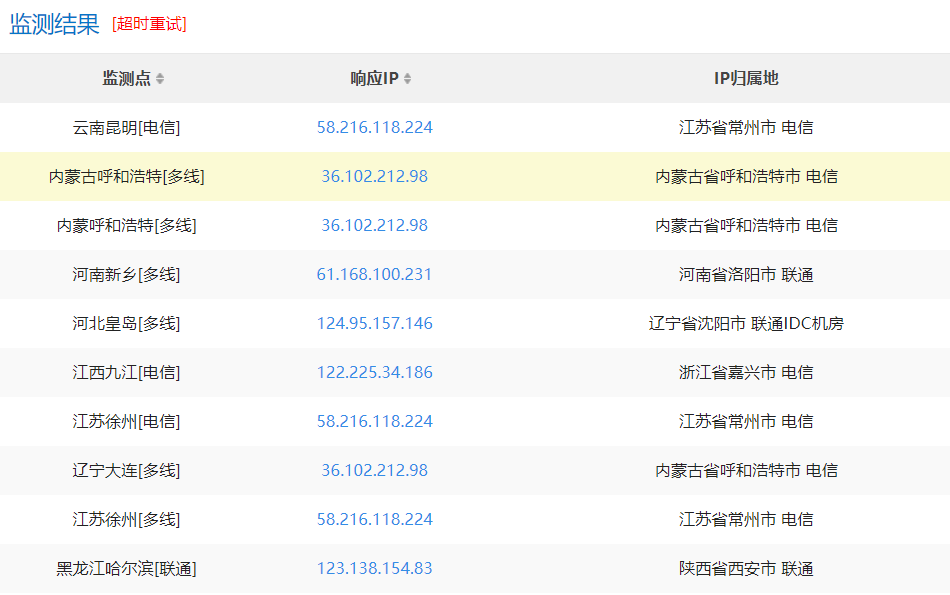 监测结果 [超时重试]
监测点 响应IP IP归属地
云南昆明[电信] 58.216.118.224 江苏省常州市 电信
内蒙古呼和浩特[多线] 36.102.212.98 内蒙古省呼和浩特市 电信
内蒙呼和浩特[多线] 36.102.212.98 内蒙古省呼和浩特市 电信
河南新乡[多线] 61.168.100.231 河南省洛阳市 联通
河北皇岛[多线] 124.95.157.146 辽宁省沈阳市 联通IDC机房
江西九江[电信] 122.225.34.186 浙江省嘉兴市 电信
江苏徐州[电信] 58.216.118.224 江苏省常州市 电信
辽宁大连[多线] 36.102.212.98 内蒙古省呼和浩特市 电信
江苏徐州[多线] 58.216.118.224 江苏省常州市 电信
黑龙江哈尔滨[联通] 123.138.154.83 陕西省西安市 联通